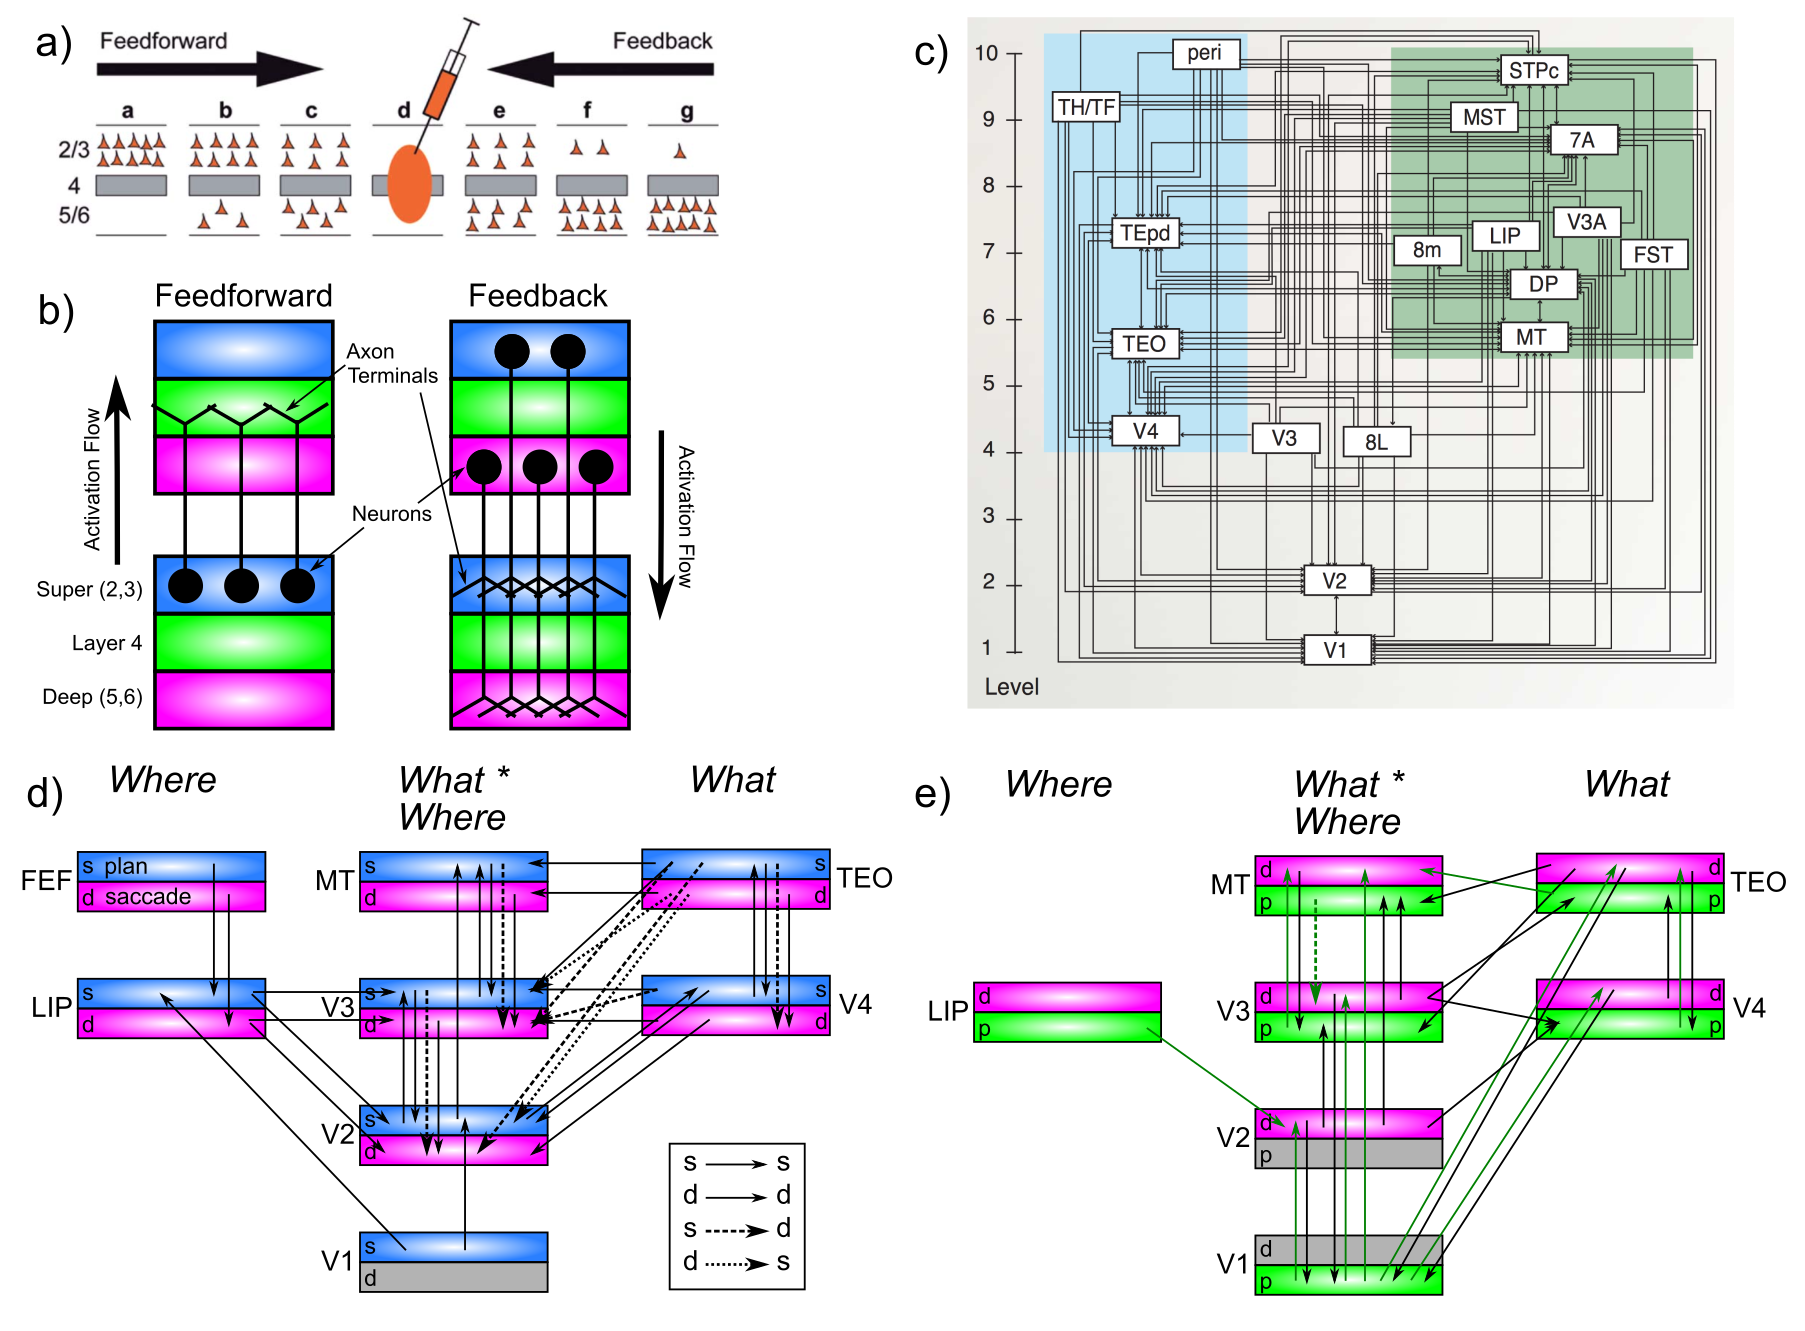 a)
Feedforward
Feedback
a
b
c
d
e
f
g
2/3
4
5/6
b)
Feedforward
Feedback
Axon
Terminals
Activation Flow
Neurons
Activation Flow
Super (2,3)
Layer 4
Deep (5,6)
c)
10
9
8
7
6
5
4
3
2
1
Level
peri
STPc
TH/TF
MST
7A
TEpd
8m
LIP
V3A
FST
DP
TEO
MT
V4
V3
8L
V2
V1
d)
Where
What *
Where
What
FEF
s plan
d saccade
MT
s
d
s
d
TEO
LIP
s
d
V3
s
d
s
d
V4
V2
s
d
V1
s
d
s s
d d
s d
d s
e)
Where
What *
Where
What
MT
d
p
d
p
TEO
LIP
d
p
V3
d
p
d
p
V4
V2
d
p
V1
d
p